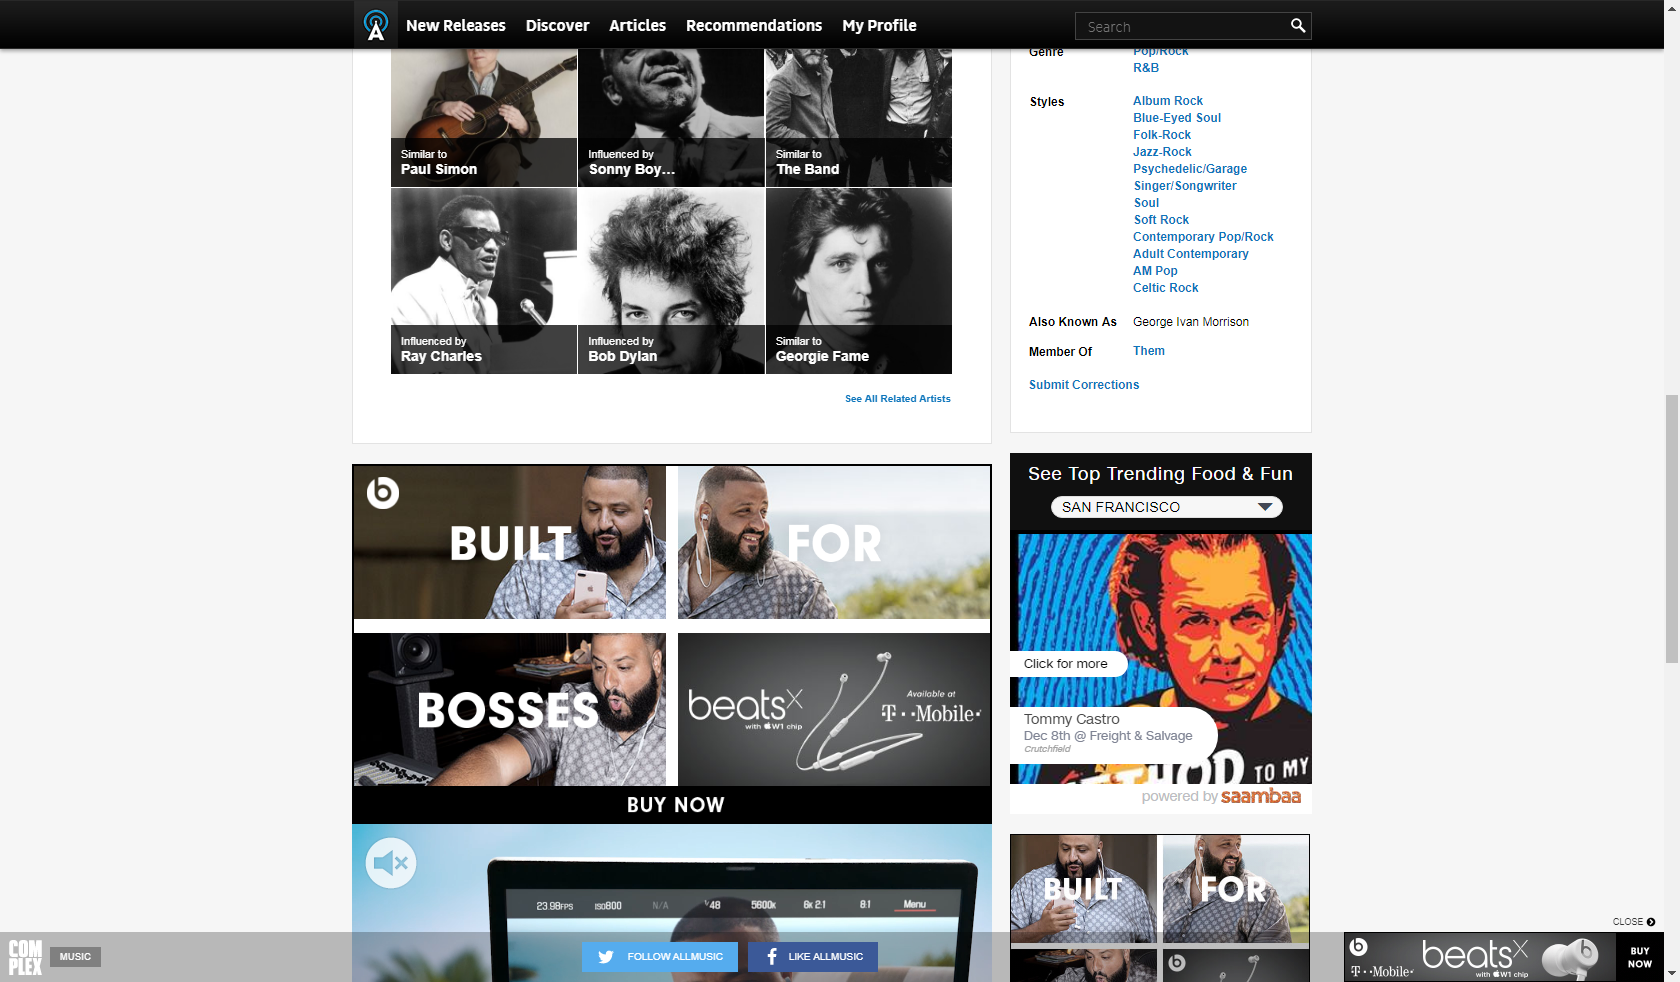 New Releases
Discover
Articles
Recommendations
My Profile
Search
Similar to
Paul Simon
Influenced by
Sonny Boy...
Similar to
The Band
Influenced by
Ray Charles
Influenced by
Bob Dylan
Similar to
Georgie Fame
See All Related Artists
Genre
Pop/Rock
R&B
Styles
Album Rock
Blue-Eyed Soul
Folk-Rock
Jazz-Rock
Psychedelic/Garage
Singer/Songwriter
Soul
Soft Rock
Contemporary Pop/Rock
Adult Contemporary
AM Pop
Celtic Rock
Also Known As
George Ivan Morrison
Member Of
Them
Submit Corrections
BUILT
FOR
BOSSES
beatsX
with W1 chip
Available at
T··Mobile·
BUY NOW
23.98FPS
ISO800
N/A
48
5600K
6K 2:1
8:1
Menu
See Top Trending Food & Fun
SAN FRANCISCO
Click for more
Tommy Castro
Dec 8th @ Freight & Salvage
Crutchfield
TO MY
powered by saambaa
BUILT
FOR
CLOSE
COMPLEX
MUSIC
FOLLOW ALLMUSIC
LIKE ALLMUSIC
T··Mobile·
beatsX
with W1 chip
BUY
NOW